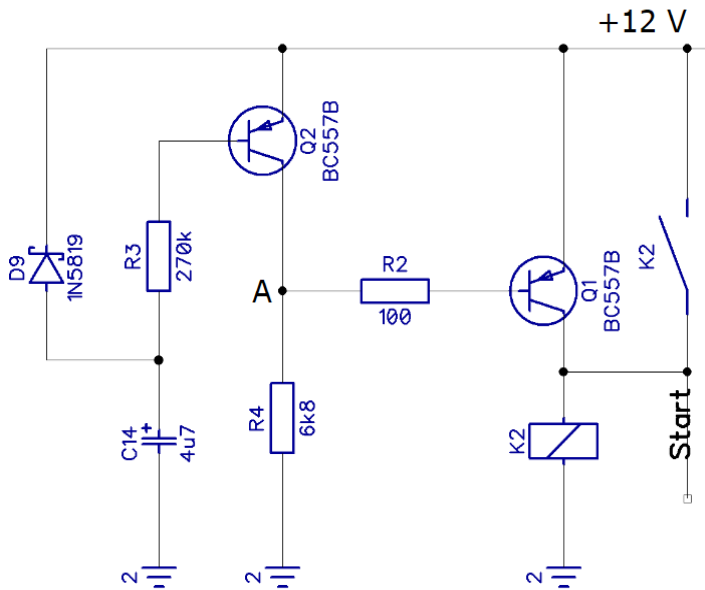 +12 V
Q2
BC557B
D9
1N5819
R3
270k
A
R2
100
Q1
BC557B
K2
C14
+
4u7
R4
6k8
K2
Start
2
2
2